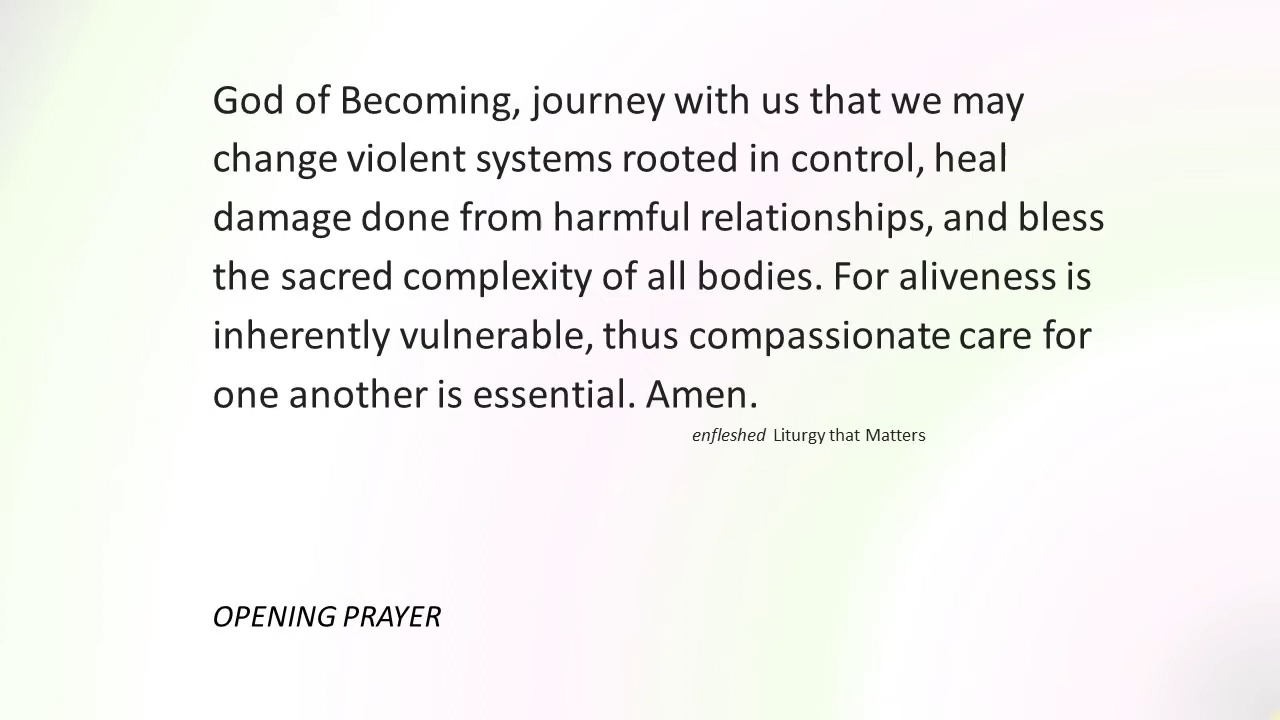 God of Becoming, journey with us that we may
change violent systems rooted in control, heal
damage done from harmful relationships, and bless
the sacred complexity of all bodies. For aliveness is
inherently vulnerable, thus compassionate care for
one another is essential. Amen.
enfleshed Liturgy that Matters
OPENING PRAYER